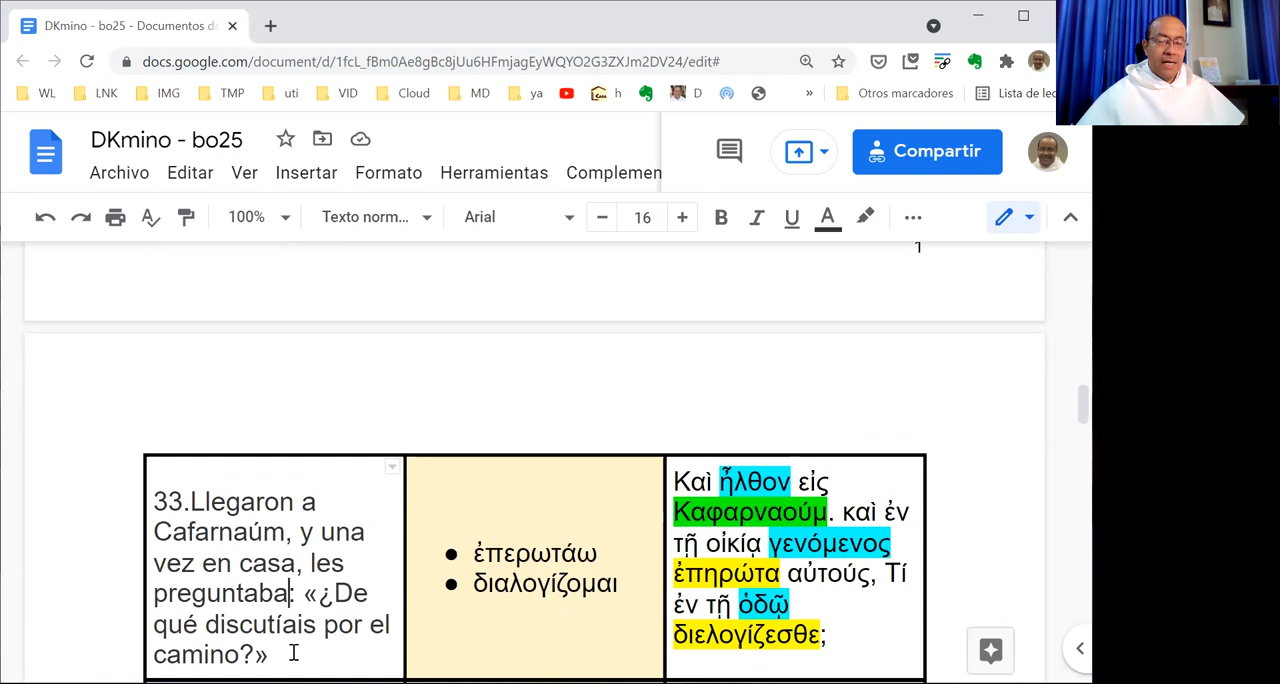 DKmino - bo25 - Documentos de
docs.google.com/document/d/1fcL_fBm0Ae8gBc8jUu6HFmjagEyWQYO2G3ZXJm2DV24/edit#
WL LNK IMG TMP uti VID Cloud MD ya h D » Otros marcadores Lista de lec
DKmino - bo25
Compartir
Archivo Editar Ver Insertar Formato Herramientas Complemen
100% Texto norm... Arial 16 B I U A
1
33.Llegaron a
Cafarnaúm, y una
vez en casa, les
preguntaba: «¿De
qué discutíais por el
camino?»
● ἐπερωτάω
● διαλογίζομαι
Καὶ ἦλθον εἰς
Καφαρναούμ. καὶ ἐν
τῇ οἰκίᾳ γενόμενος
ἐπηρώτα αὐτούς, Τί
ἐν τῇ ὁδῷ
διελογίζεσθε;